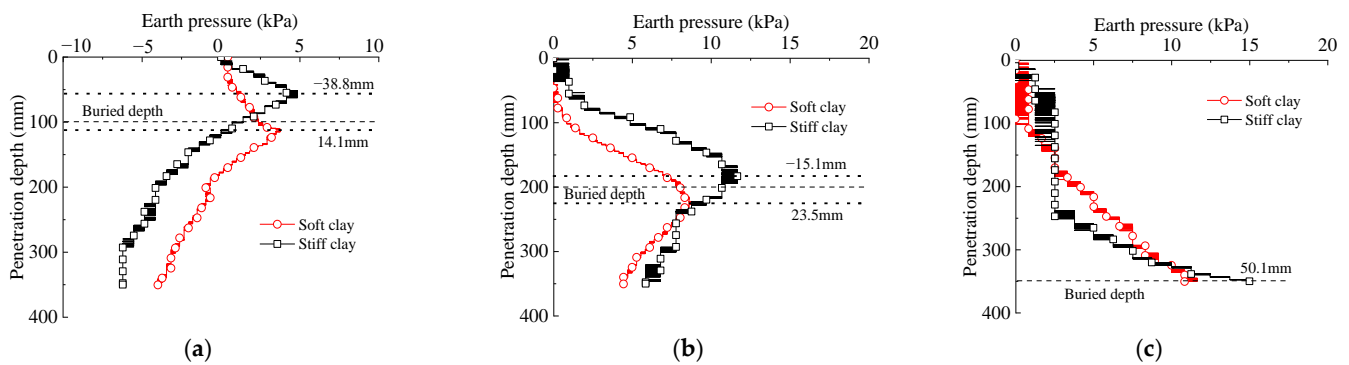 Earth pressure (kPa)
−10 −5 0 5 10
Penetration depth (mm)
0
100
200
300
400
−38.8mm
Buried depth
14.1mm
Soft clay
Stiff clay
(a)
Earth pressure (kPa)
0 5 10 15 20
Penetration depth (mm)
0
100
200
300
400
Soft clay
Stiff clay
−15.1mm
Buried depth
23.5mm
(b)
Earth pressure (kPa)
0 5 10 15 20
Penetration depth (mm)
0
100
200
300
400
Soft clay
Stiff clay
50.1mm
Buried depth
(c)